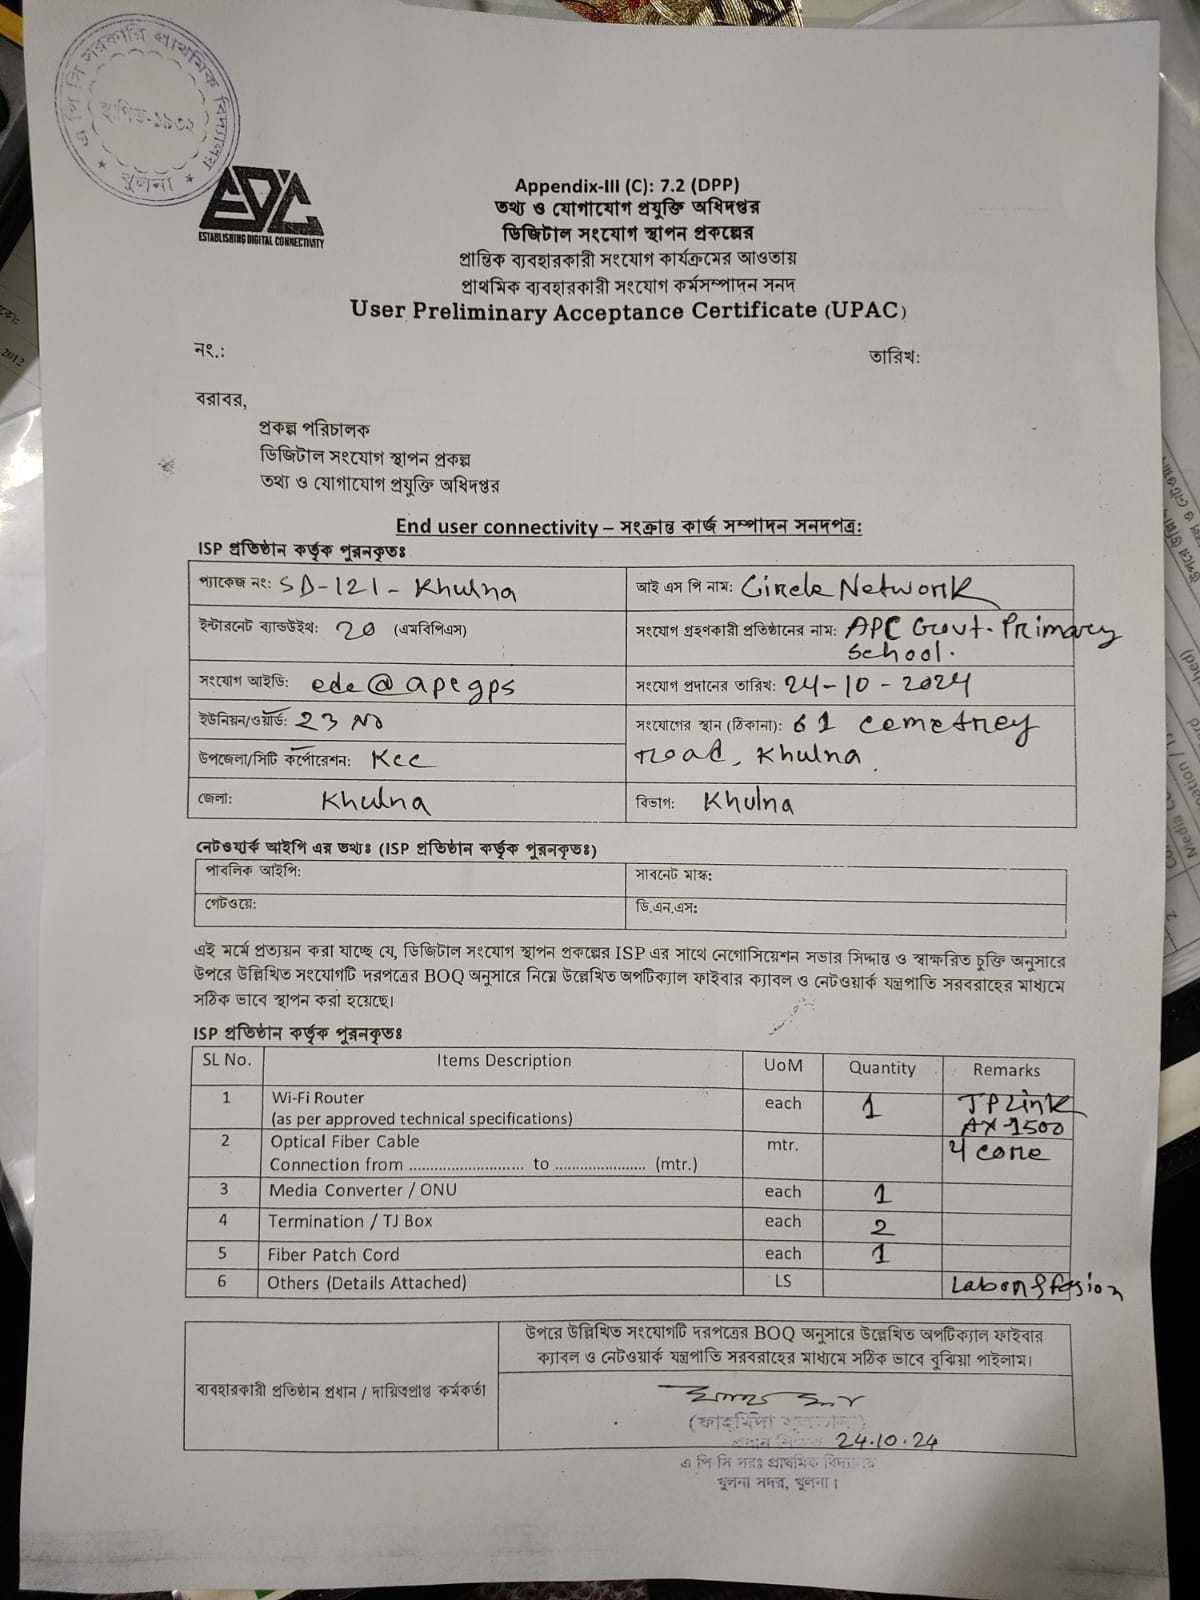 এ পি সি সরকারি প্রাথমিক বিদ্যালয়
স্থাপিত-১৯৩২
খুলনা
EDC
ESTABLISHING DIGITAL CONNECTIVITY
Appendix-III (C): 7.2 (DPP)
তথ্য ও যোগাযোগ প্রযুক্তি অধিদপ্তর
ডিজিটাল সংযোগ স্থাপন প্রকল্পের
প্রান্তিক ব্যবহারকারী সংযোগ কার্যক্রমের আওতায়
প্রাথমিক ব্যবহারকারী সংযোগ কর্মসম্পাদন সনদ
User Preliminary Acceptance Certificate (UPAC)
নং.: তারিখ:
বরাবর,
প্রকল্প পরিচালক
ডিজিটাল সংযোগ স্থাপন প্রকল্প
তথ্য ও যোগাযোগ প্রযুক্তি অধিদপ্তর
End user connectivity – সংক্রান্ত কার্জ সম্পাদন সনদপত্র:
ISP প্রতিষ্ঠান কর্তৃক পুরনকৃতঃ
প্যাকেজ নং: SD-121- Khulna আই এস পি নাম: Circle Network
ইন্টারনেট ব্যান্ডউইথ: 20 (এমবিপিএস) সংযোগ গ্রহণকারী প্রতিষ্ঠানের নাম: APC Govt. Primary
School.
সংযোগ আইডি: edc@apcgps সংযোগ প্রদানের তারিখ: 24-10-2024
ইউনিয়ন/ওয়ার্ড: 23 No সংযোগের স্থান (ঠিকানা): 61 cemetrey
উপজেলা/সিটি কর্পোরেশন: Kcc road, Khulna.
জেলা: Khulna বিভাগ: Khulna
নেটওয়ার্ক আইপি এর তথ্যঃ (ISP প্রতিষ্ঠান কর্তৃক পুরনকৃতঃ)
পাবলিক আইপি: সাবনেট মাস্ক:
গেটওয়ে: ডি.এন.এস:
এই মর্মে প্রত্যয়ন করা যাচ্ছে যে, ডিজিটাল সংযোগ স্থাপন প্রকল্পের ISP এর সাথে নেগোসিয়েশন সভার সিদ্দান্ত ও স্বাক্ষরিত চুক্তি অনুসারে
উপরে উল্লিখিত সংযোগটি দরপত্রের BOQ অনুসারে নিম্নে উল্লেখিত অপটিক্যাল ফাইবার ক্যাবল ও নেটওয়ার্ক যন্ত্রপাতি সরবরাহের মাধ্যমে
সঠিক ভাবে স্থাপন করা হয়েছে।
ISP প্রতিষ্ঠান কর্তৃক পুরনকৃতঃ
SL No. Items Description UoM Quantity Remarks
1 Wi-Fi Router each 1 TP Link
(as per approved technical specifications) AX-1500
2 Optical Fiber Cable mtr. 4 core
Connection from ........................... to ..................... (mtr.)
3 Media Converter / ONU each 1
4 Termination / TJ Box each 2
5 Fiber Patch Cord each 1
6 Others (Details Attached) LS
উপরে উল্লিখিত সংযোগটি দরপত্রের BOQ অনুসারে উল্লেখিত অপটিক্যাল ফাইবার
ক্যাবল ও নেটওয়ার্ক যন্ত্রপাতি সরবরাহের মাধ্যমে সঠিক ভাবে বুঝিয়া পাইলাম।
ব্যবহারকারী প্রতিষ্ঠান প্রধান / দায়িত্বপ্রাপ্ত কর্মকর্তা
(ফাহমিদা সুলতানা)
প্রধান শিক্ষক 24.10.24
এ পি সি সরঃ প্রাথমিক বিদ্যালয়
খুলনা সদর, খুলনা।